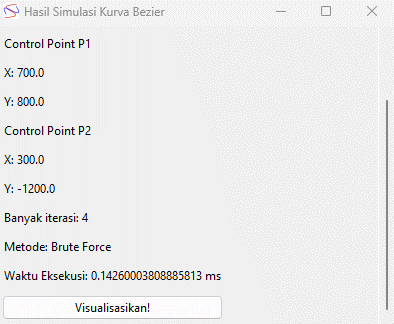 Hasil Simulasi Kurva Bezier
Control Point P1
X: 700.0
Y: 800.0
Control Point P2
X: 300.0
Y: -1200.0
Banyak iterasi: 4
Metode: Brute Force
Waktu Eksekusi: 0.14260003808885813 ms
Visualisasikan!